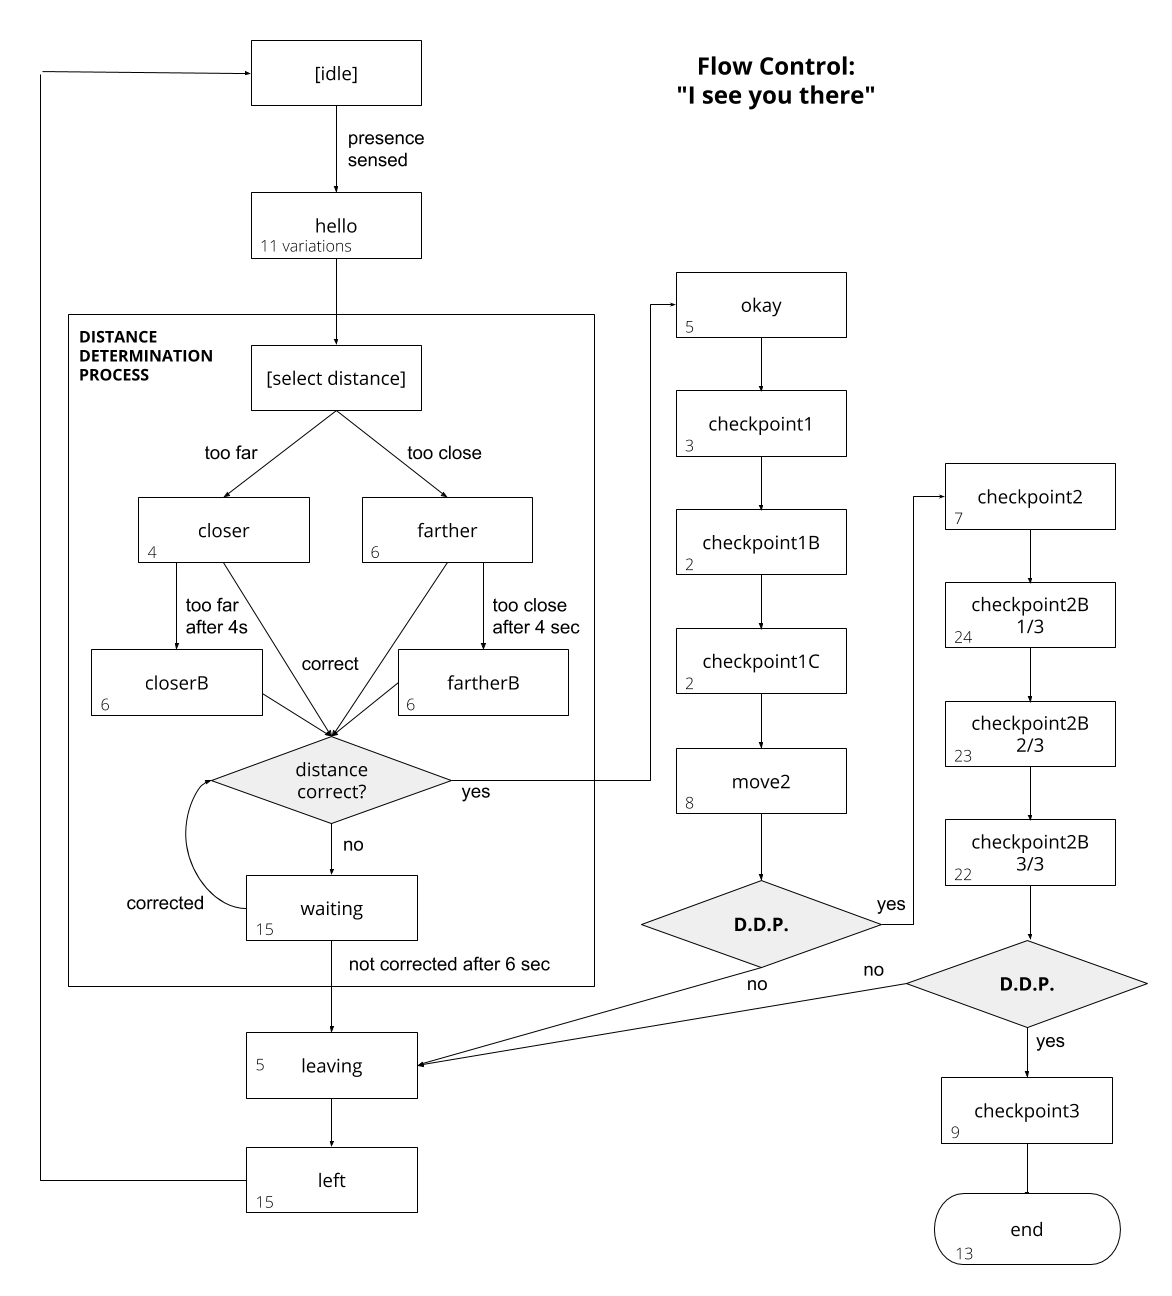 Flow Control:
"I see you there"
[idle]
presence
sensed
hello
11 variations
DISTANCE
DETERMINATION
PROCESS
[select distance]
too far
too close
closer
4
farther
6
too far
after 4s
too close
after 4 sec
correct
closerB
6
fartherB
6
distance
correct?
yes
no
corrected
waiting
15
not corrected after 6 sec
5
leaving
left
15
okay
5
checkpoint1
3
checkpoint1B
2
checkpoint1C
2
move2
8
D.D.P.
yes
no
checkpoint2
7
checkpoint2B
1/3
24
checkpoint2B
2/3
23
checkpoint2B
3/3
22
D.D.P.
no
yes
checkpoint3
9
end
13